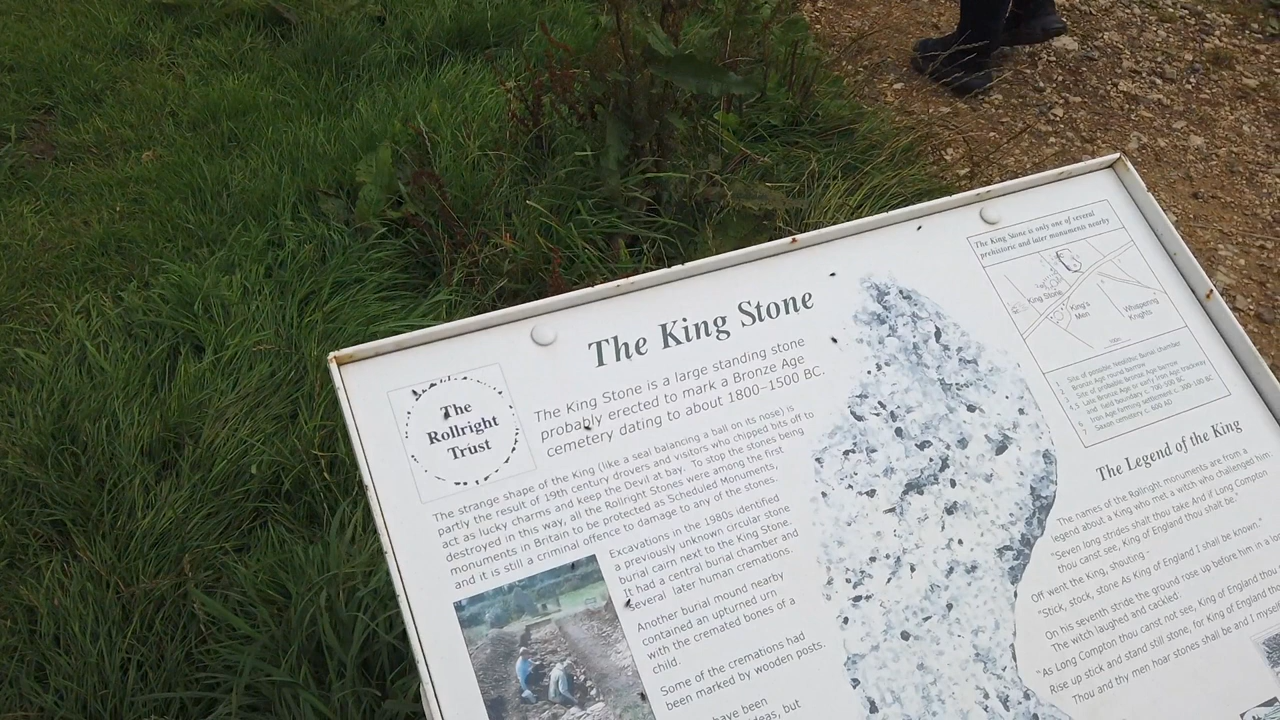 The King Stone
The
Rollright
Trust
The King Stone is a large standing stone
probably erected to mark a Bronze Age
cemetery dating to about 1800–1500 BC.
The strange shape of the King (like a seal balancing a ball on its nose) is
partly the result of 19th century drovers and visitors who chipped bits off to
act as lucky charms and keep the Devil at bay. To stop the stones being
destroyed in this way, all the Rollright Stones were among the first
monuments in Britain to be protected as Scheduled Monuments,
and it is still a criminal offence to damage to any of the stones.
Excavations in the 1980s identified
a previously unknown circular stone
burial cairn next to the King Stone.
It had a central burial chamber and
several later human cremations.
Another burial mound nearby
contained an upturned urn
with the cremated bones of a
child.
Some of the cremations had
been marked by wooden posts.
have been
ideas, but
The King Stone is only one of several
prehistoric and later monuments nearby
King Stone
King's
Men
Whispering
Knights
100m
1 Site of possible Neolithic Burial chamber
2 Bronze Age round barrow
3 Site of probable Bronze Age barrow
4,5 Late Bronze Age or early Iron Age trackway
and field boundary c. 700-500 BC
6 Iron Age farming settlement c. 300-100 BC
7 Saxon cemetery c. 600 AD
The Legend of the King
The names of the Rollright monuments are from a
legend about a King who met a witch who challenged him:
"Seven long strides shalt thou take And if Long Compton
thou canst see, King of England thou shalt be."
Off went the King, shouting -
"Stick, stock, stone As King of England I shall be known."
On his seventh stride the ground rose up before him in a
The witch laughed and cackled:
"As Long Compton thou canst not see, King of England thou
Rise up stick and stand still stone, for King of England thou
Thou and thy men hoar stones shall be and I myse